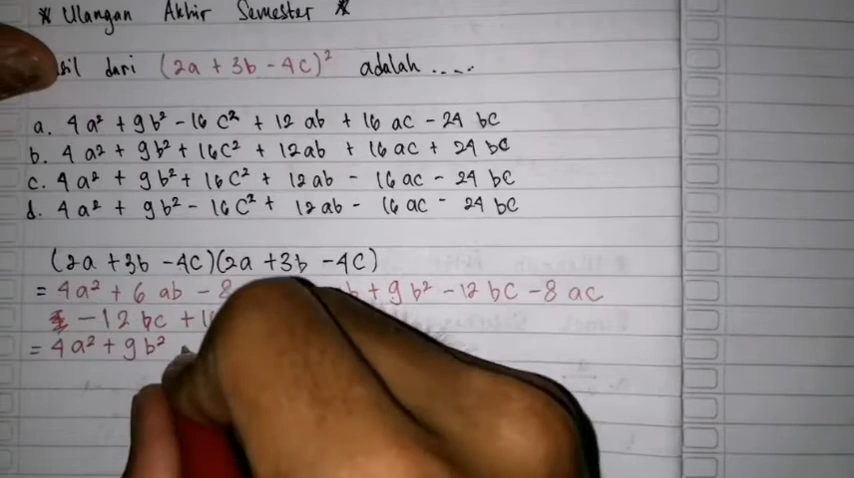 * Ulangan Akhir Semester *
dari (2a + 3b - 4c)² adalah ....
a. 4a² + 9b² - 16c² + 12ab + 16ac - 24bc
b. 4a² + 9b² + 16c² + 12ab + 16ac + 24bc
c. 4a² + 9b² + 16c² + 12ab - 16ac - 24bc
d. 4a² + 9b² - 16c² + 12ab - 16ac - 24bc
(2a + 3b - 4c)(2a + 3b - 4c)
= 4a² + 6ab - 8 + 9b² - 12bc - 8ac
- 12bc +
= 4a² + 9b²